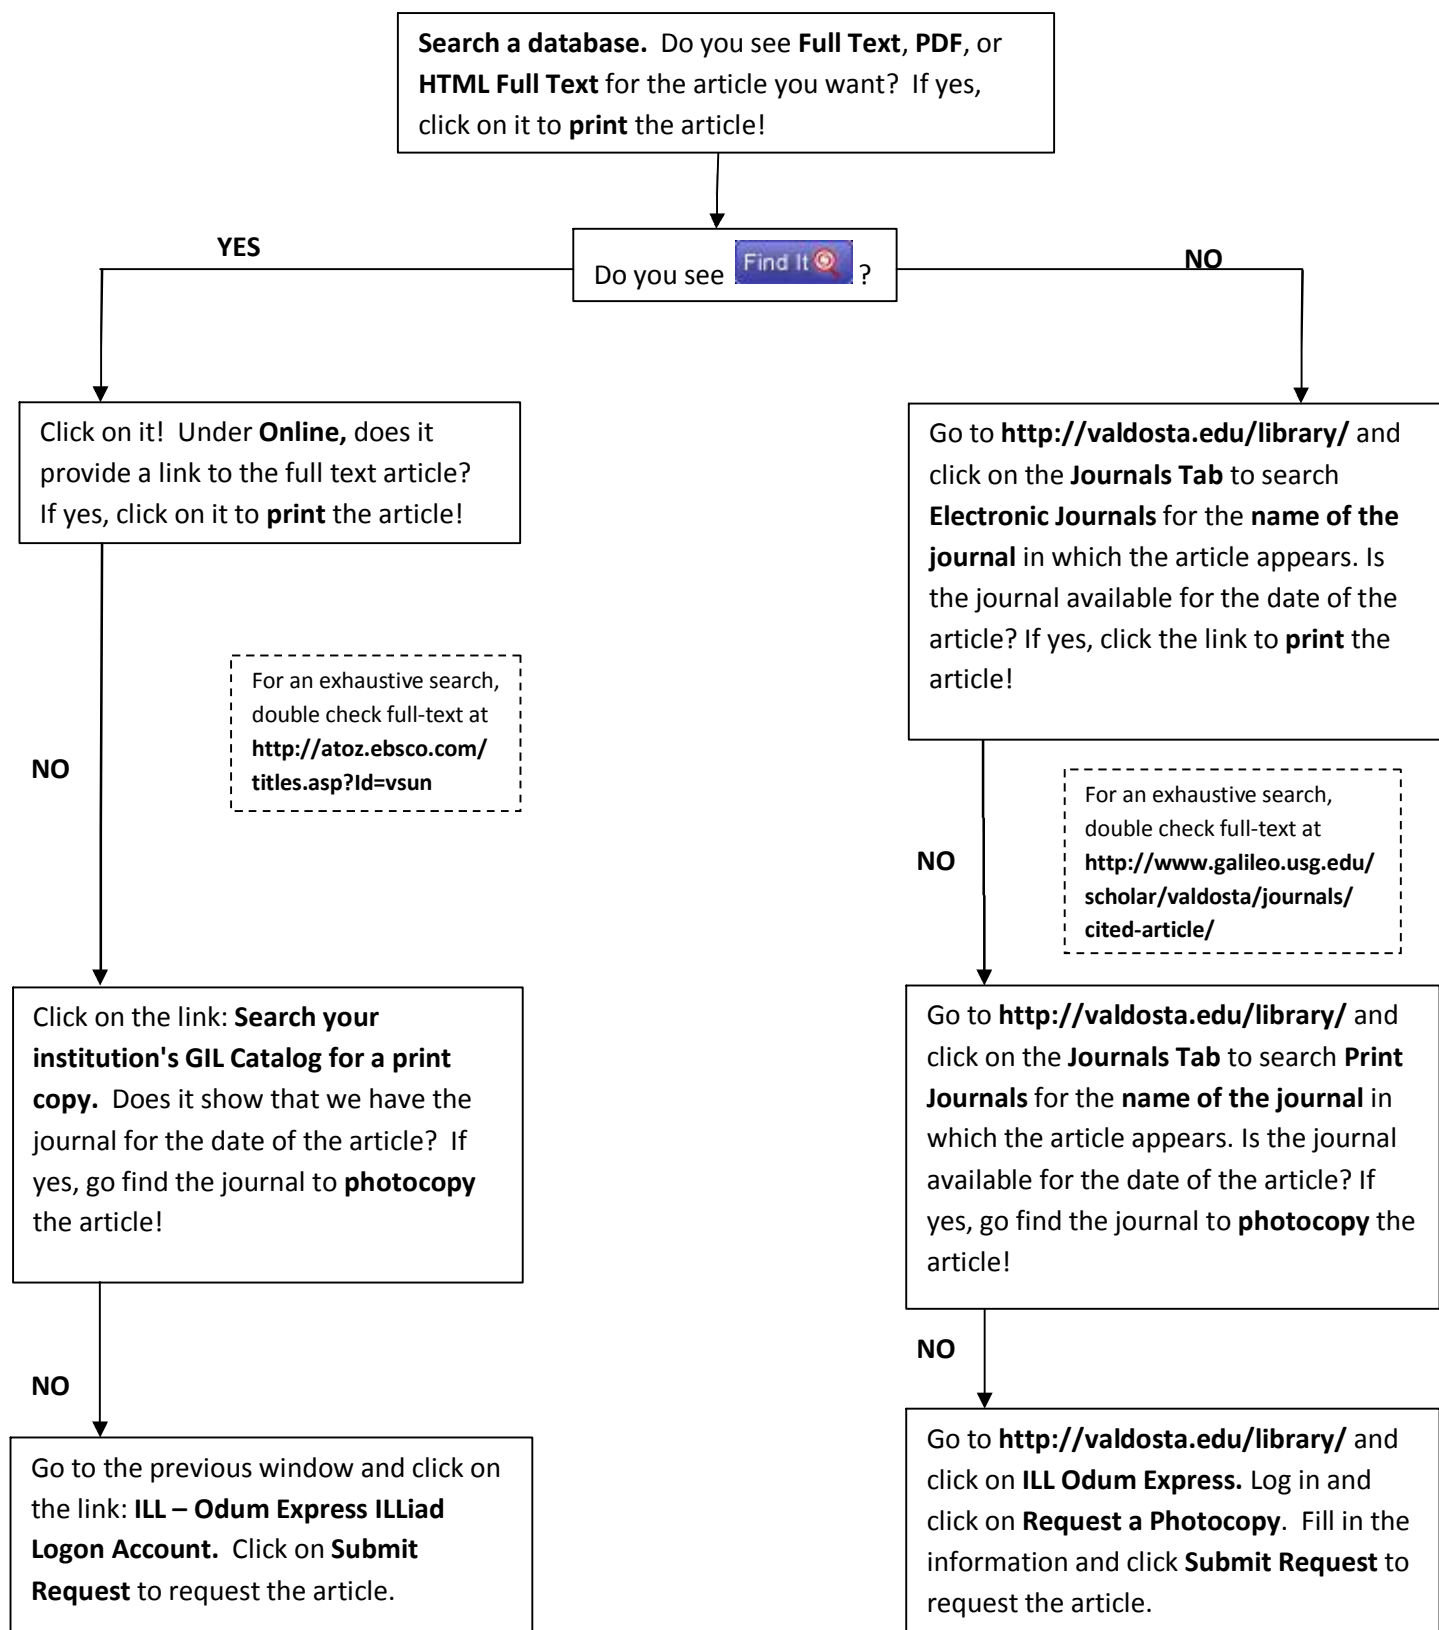 Search a database.  Do you see Full Text, PDF, or
HTML Full Text for the article you want?  If yes,
click on it to print the article!
YES
Do you see Find It ?
NO
Click on it!  Under Online, does it
provide a link to the full text article?
If yes, click on it to print the article!
For an exhaustive search,
double check full-text at
http://atoz.ebsco.com/
titles.asp?Id=vsun
NO
Click on the link: Search your
institution's GIL Catalog for a print
copy.  Does it show that we have the
journal for the date of the article?  If
yes, go find the journal to photocopy
the article!
NO
Go to the previous window and click on
the link: ILL – Odum Express ILLiad
Logon Account.  Click on Submit
Request to request the article.
Go to http://valdosta.edu/library/ and
click on the Journals Tab to search
Electronic Journals for the name of the
journal in which the article appears. Is
the journal available for the date of the
article? If yes, click the link to print the
article!
For an exhaustive search,
double check full-text at
http://www.galileo.usg.edu/
scholar/valdosta/journals/
cited-article/
NO
Go to http://valdosta.edu/library/ and
click on the Journals Tab to search Print
Journals for the name of the journal in
which the article appears. Is the journal
available for the date of the article? If
yes, go find the journal to photocopy the
article!
NO
Go to http://valdosta.edu/library/ and
click on ILL Odum Express. Log in and
click on Request a Photocopy.  Fill in the
information and click Submit Request to
request the article.